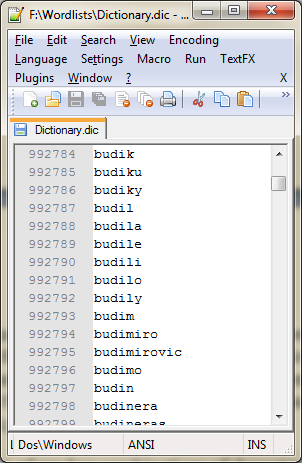 F:\Wordlists\Dictionary.dic - ...
File Edit Search View Encoding
Language Settings Macro Run TextFX
Plugins Window ? X
Dictionary.dic
992784 budik
992785 budiku
992786 budiky
992787 budil
992788 budila
992789 budile
992790 budili
992791 budilo
992792 budily
992793 budim
992794 budimiro
992795 budimirovic
992796 budimo
992797 budin
992798 budinera
992799 budineras
Dos\Windows ANSI INS